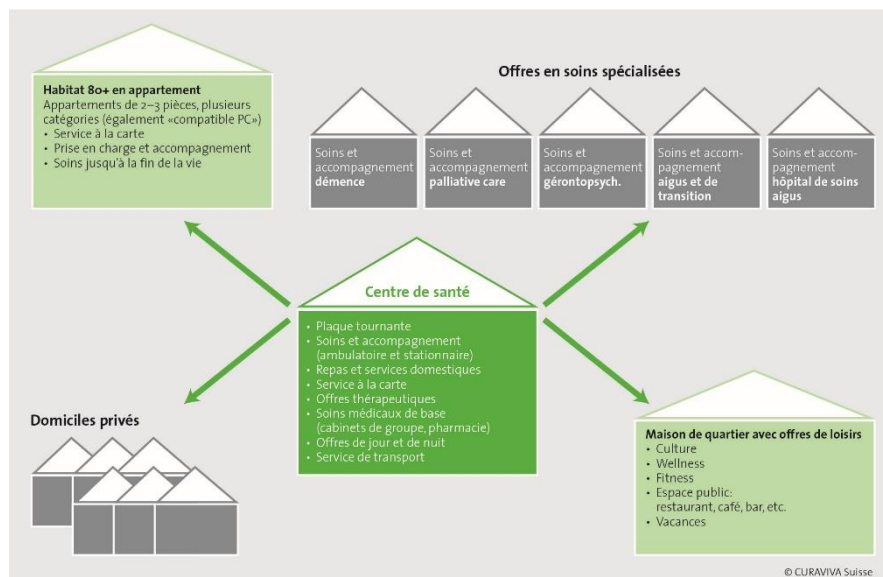 Habitat 80+ en appartement
Appartements de 2–3 pièces, plusieurs
catégories (également «compatible PC»)
• Service à la carte
• Prise en charge et accompagnement
• Soins jusqu'à la fin de la vie
Offres en soins spécialisées
Soins et
accompagnement
démence
Soins et
accompagnement
palliative care
Soins et
accompagnement
gérontopsych.
Soins et accom-
pagnement
aigus et de
transition
Soins et accom-
pagnement
hôpital de soins
aigus
Centre de santé
• Plaque tournante
• Soins et accompagnement
(ambulatoire et stationnaire)
• Repas et services domestiques
• Service à la carte
• Offres thérapeutiques
• Soins médicaux de base
(cabinets de groupe, pharmacie)
• Offres de jour et de nuit
• Service de transport
Domiciles privés
Maison de quartier avec offres de loisirs
• Culture
• Wellness
• Fitness
• Espace public:
restaurant, café, bar, etc.
• Vacances
© CURAVIVA Suisse